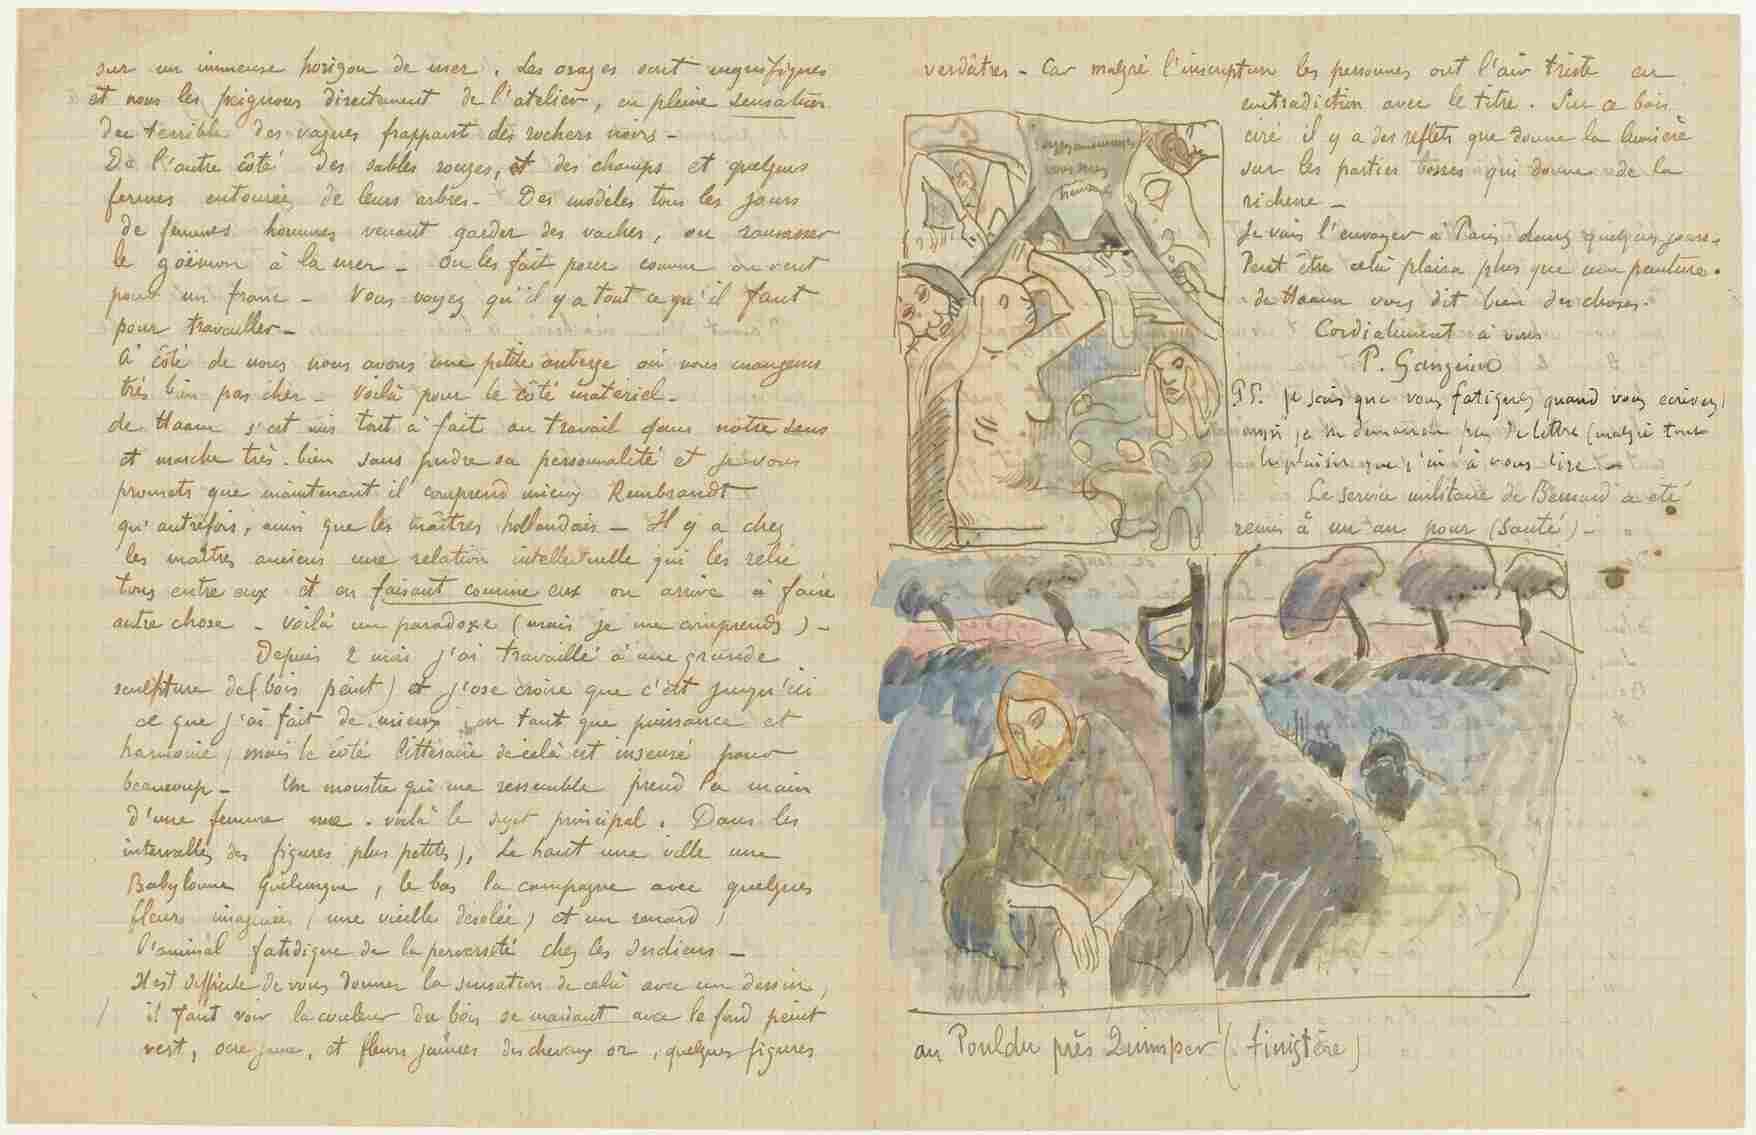 sur un immense horizon de mer. Les orages sont magnifiques
et nous les peignons directement de l'atelier, en pleine sensation
du terrible des vagues frappant des rochers noirs —
De l'autre côté des sables rouges, et des champs et quelques
fermes entourées de leurs arbres — Des modèles tous les jours
de femmes hommes venant garder des vaches, ou ramasser
le goëmon à la mer — On les fait poser comme on veut
pour un franc — Vous voyez qu'il y a tout ce qu'il faut
pour travailler —
A côté de nous nous avons une petite auberge où nous mangeons
très bien pas cher — Voilà pour le côté matériel —
de Haan s'est mis tout à fait au travail dans notre sens
et marche très bien sans perdre sa personnalité et je vous
promets que maintenant il comprend mieux Rembrandt
qu'autrefois, ainsi que les maîtres hollandais — Il y a chez
les maîtres anciens une relation intellectuelle qui les relie
tous entre eux et en faisant comme eux on arrive à faire
autre chose — Voilà un paradoxe (mais je me comprends) —
Depuis 2 mois j'ai travaillé à une grande
sculpture de (bois peint) et j'ose croire que c'est jusqu'ici
ce que j'ai fait de mieux en tant que puissance et
harmonie, mais le côté littéraire de celà est insensé pour
beaucoup — Un monstre qui me ressemble prend la main
d'une femme nue. voilà le sujet principal. Dans les
intervalles des figures plus petites), Le haut une ville une
Babylonne Quelconque, le bas la campagne avec quelques
fleurs imaginées (une vieille desolée) et un renard,
l'animal fatidique de la perversité chez les Indiens —
Il est difficile de vous donner la sensation de celà avec un dessin,
il faut voir la couleur du bois se mariant avec le fond peint
vert, ocre jaune, et fleurs jaunes des cheveux or, quelques figures
verdâtres — Car malgré l'inscription les personnes ont l'air triste en
contradiction avec le titre. Sur ce bois
ciré il y a des reflets que donne la lumière
sur les parties bosses qui donne de la
richesse —
Je vais l'envoyer à Paris dans quelques jours.
Peut être celà plaira plus que ma peinture.
de Haan vous dit bien des choses.
Cordialement à vous
P. Gauguin
PS. je sais que vous fatiguez quand vous écrivez
aussi je ne demande pas de lettre (malgré tout
le plaisir que j'ai à vous lire —
Le service militaire de Bernard a été
remis à un an pour (santé) —
Soyez amoureuses
vous serez
heureuses
au Pouldu près Quimper (Finistère)